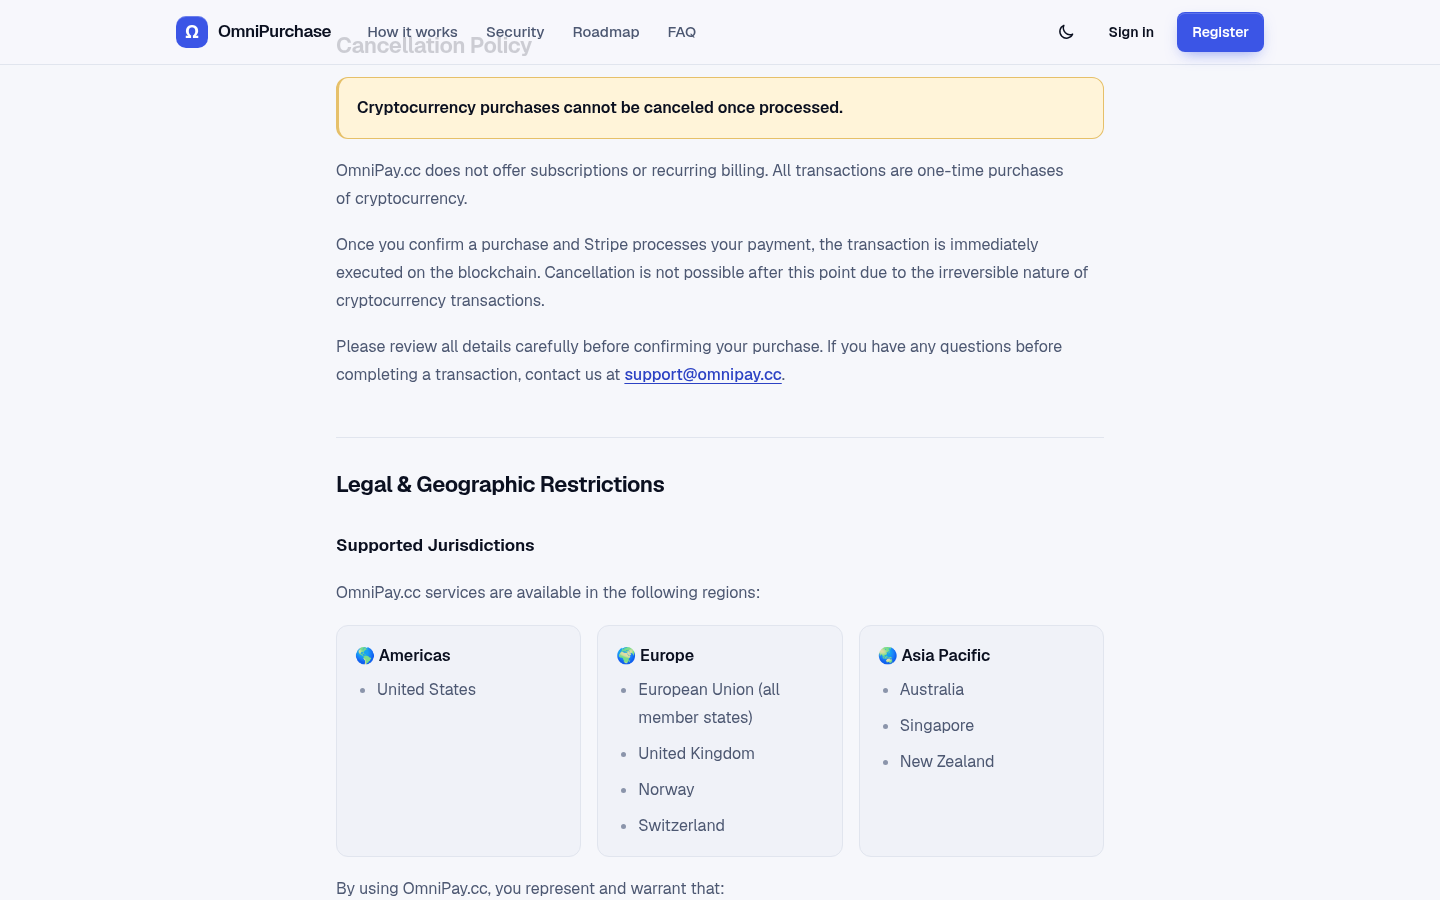 Ω OmniPurchase How it works Security Roadmap FAQ Sign in Register
Cancellation Policy
Cryptocurrency purchases cannot be canceled once processed.
OmniPay.cc does not offer subscriptions or recurring billing. All transactions are one-time purchases
of cryptocurrency.
Once you confirm a purchase and Stripe processes your payment, the transaction is immediately
executed on the blockchain. Cancellation is not possible after this point due to the irreversible nature of
cryptocurrency transactions.
Please review all details carefully before confirming your purchase. If you have any questions before
completing a transaction, contact us at support@omnipay.cc.
Legal & Geographic Restrictions
Supported Jurisdictions
OmniPay.cc services are available in the following regions:
🌎 Americas
• United States
🌍 Europe
• European Union (all
member states)
• United Kingdom
• Norway
• Switzerland
🌏 Asia Pacific
• Australia
• Singapore
• New Zealand
By using OmniPay.cc, you represent and warrant that: